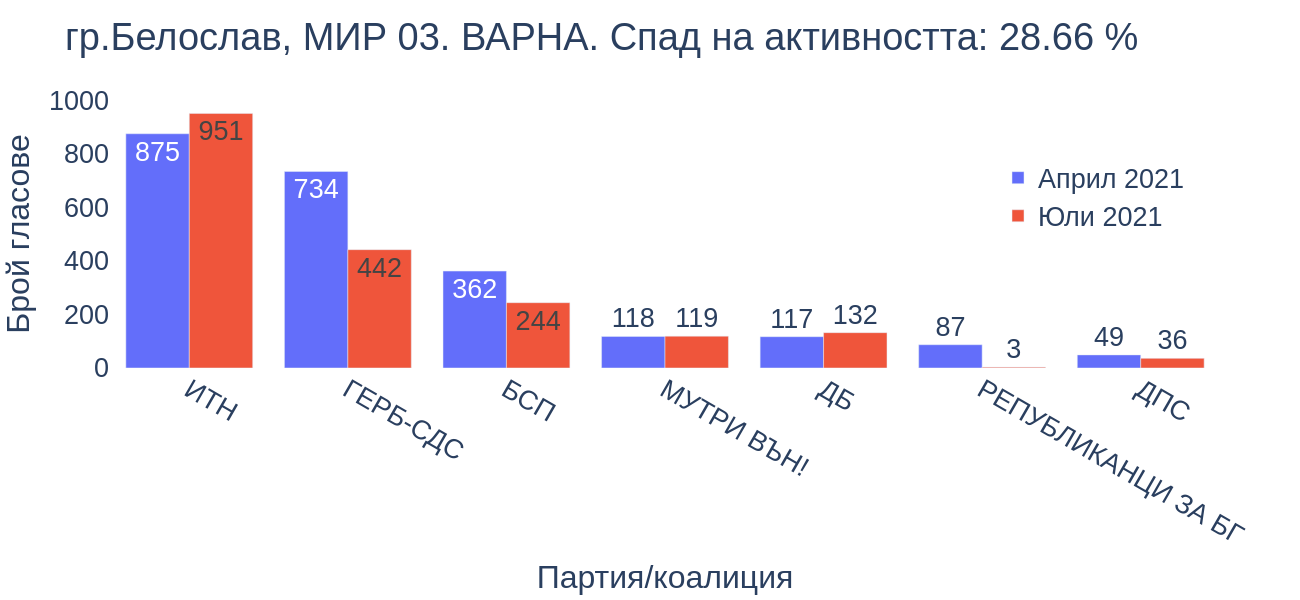 гр.Белослав, МИР 03. ВАРНА. Спад на активността: 28.66 %
Брой гласове
1000
800
600
400
200
0
875
951
734
442
362
244
118
119
117
132
87
3
49
36
Април 2021
Юли 2021
ИТН
ГЕРБ-СДС
БСП
МУТРИ ВЪН!
ДБ
РЕПУБЛИКАНЦИ ЗА БГ
ДПС
Партия/коалиция